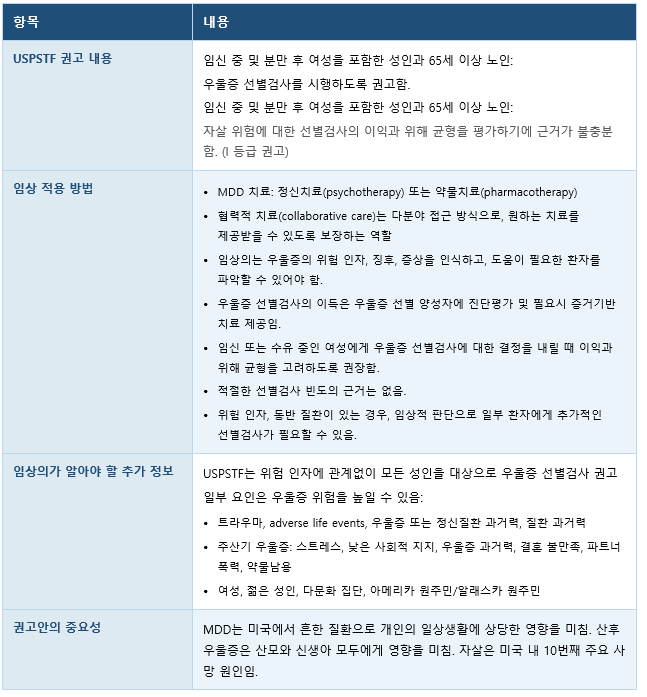 항목
내용
USPSTF 권고 내용
임신 중 및 분만 후 여성을 포함한 성인과 65세 이상 노인:
우울증 선별검사를 시행하도록 권고함.
임신 중 및 분만 후 여성을 포함한 성인과 65세 이상 노인:
자살 위험에 대한 선별검사의 이익과 위해 균형을 평가하기에 근거가 불충분
함. (I 등급 권고)
임상 적용 방법
• MDD 치료: 정신치료(psychotherapy) 또는 약물치료(pharmacotherapy)
• 협력적 치료(collaborative care)는 다분야 접근 방식으로, 원하는 치료를
제공받을 수 있도록 보장하는 역할
• 임상의는 우울증의 위험 인자, 징후, 증상을 인식하고, 도움이 필요한 환자를
파악할 수 있어야 함.
• 우울증 선별검사의 이득은 우울증 선별 양성자에 진단평가 및 필요시 증거기반
치료 제공임.
• 임신 또는 수유 중인 여성에게 우울증 선별검사에 대한 결정을 내릴 때 이익과
위해 균형을 고려하도록 권장함.
• 적절한 선별검사 빈도의 근거는 없음.
• 위험 인자, 동반 질환이 있는 경우, 임상적 판단으로 일부 환자에게 추가적인
선별검사가 필요할 수 있음.
임상의가 알아야 할 추가 정보
USPSTF는 위험 인자에 관계없이 모든 성인을 대상으로 우울증 선별검사 권고
일부 요인은 우울증 위험을 높일 수 있음:
• 트라우마, adverse life events, 우울증 또는 정신질환 과거력, 질환 과거력
• 주산기 우울증: 스트레스, 낮은 사회적 지지, 우울증 과거력, 결혼 불만족, 파트너
폭력, 약물남용
• 여성, 젊은 성인, 다문화 집단, 아메리카 원주민/알래스카 원주민
권고안의 중요성
MDD는 미국에서 흔한 질환으로 개인의 일상생활에 상당한 영향을 미침. 산후
우울증은 산모와 신생아 모두에게 영향을 미침. 자살은 미국 내 10번째 주요 사
망 원인임.